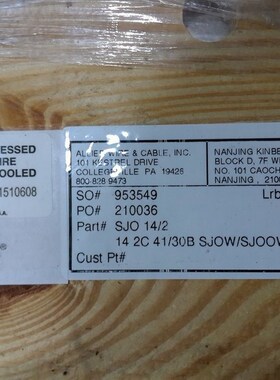 ESSED
IRE
OOLED
1510608
ALLIED WIRE & CABLE, INC.
101 KESTREL DRIVE
COLLEGEVILLE PA 19426
800-828-9473
NANJING KINBE
BLOCK D, 7F W
NO. 101 CAOCH
NANJING, 210
SO# 953549
Lrb
PO# 210036
Part# SJO 14/2
14 2C 41/30B SJOW/SJOOV
Cust Pt#